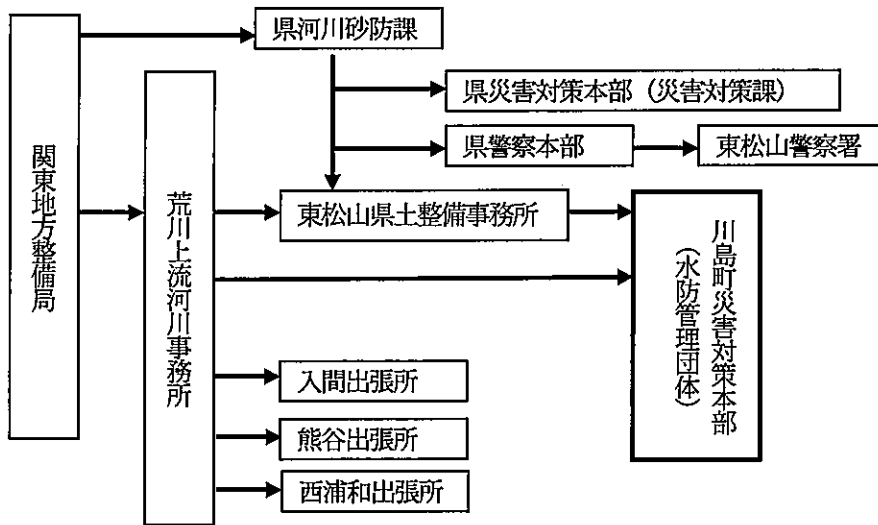 県河川砂防課
県災害対策本部（災害対策課）
県警察本部
東松山警察署
関東地方整備局
荒川上流河川事務所
東松山県土整備事務所
川島町災害対策本部
（水防管理団体）
入間出張所
熊谷出張所
西浦和出張所